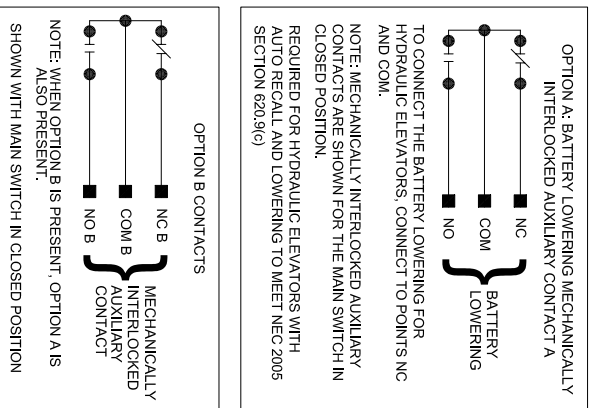 OPTION A: BATTERY LOWERING MECHANICALLY
INTERLOCKED AUXILIARY CONTACT A
NC
COM
NO
BATTERY
LOWERING
TO CONNECT THE BATTERY LOWERING FOR
HYDRAULIC ELEVATORS, CONNECT TO POINTS NC
AND COM.
NOTE: MECHANICALLY INTERLOCKED AUXILIARY
CONTACTS ARE SHOWN FOR THE MAIN SWITCH IN
CLOSED POSITION.
REQUIRED FOR HYDRAULIC ELEVATORS WITH
AUTO RECALL AND LOWERING TO MEET NEC 2005
SECTION 620.9(c)
OPTION B CONTACTS
NC B
COM B
NO B
MECHANICALLY
INTERLOCKED
AUXILIARY
CONTACT
NOTE: WHEN OPTION B IS PRESENT, OPTION A IS
ALSO PRESENT.
SHOWN WITH MAIN SWITCH IN CLOSED POSITION